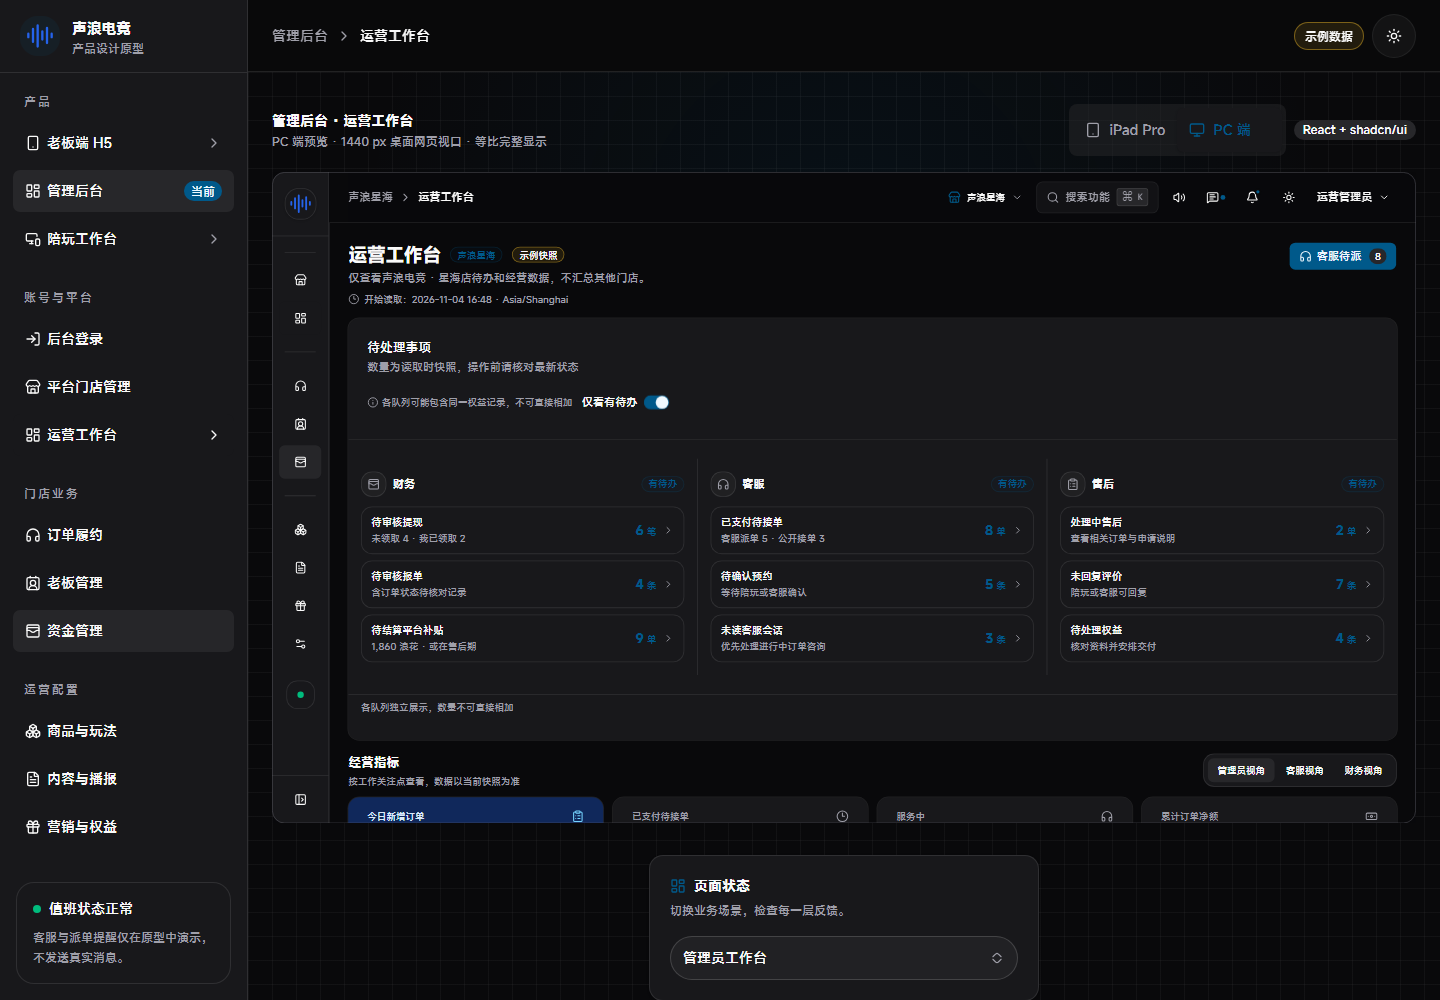 声浪电竞
产品设计原型
产品
老板端 H5
管理后台 当前
陪玩工作台
账号与平台
后台登录
平台门店管理
运营工作台
门店业务
订单履约
老板管理
资金管理
运营配置
商品与玩法
内容与播报
营销与权益
值班状态正常
客服与派单提醒仅在原型中演示，
不发送真实消息。
管理后台 运营工作台
示例数据
管理后台 · 运营工作台
PC 端预览 · 1440 px 桌面网页视口 · 等比完整显示
iPad Pro PC 端
React + shadcn/ui
声浪星海 运营工作台
声浪星海
搜索功能 ⌘ K
运营管理员
运营工作台 声浪星海 示例快照
仅查看声浪电竞 · 星海店待办和经营数据，不汇总其他门店。
开始读取：2026-11-04 16:48 · Asia/Shanghai
客服待派 8
待处理事项
数量为读取时快照，操作前请核对最新状态
各队列可能包含同一权益记录，不可直接相加 仅看有待办
财务 有待办
待审核提现
未领取 4 · 我已领取 2
6 笔
待审核报单
含订单状态待核对记录
4 条
待结算平台补贴
1,860 浪花 · 或在售后期
9 单
客服 有待办
已支付待接单
客服派单 5 · 公开接单 3
8 单
待确认预约
等待陪玩或客服确认
5 条
未读客服会话
优先处理进行中订单咨询
3 条
售后 有待办
处理中售后
查看相关订单与申请说明
2 单
未回复评价
陪玩或客服可回复
7 条
待处理权益
核对资料并安排交付
4 条
各队列独立展示，数量不可直接相加
经营指标
按工作关注点查看，数据以当前快照为准
管理员视角 客服视角 财务视角
今日新增订单
已支付待接单
服务中
累计订单净额
页面状态
切换业务场景，检查每一层反馈。
管理员工作台